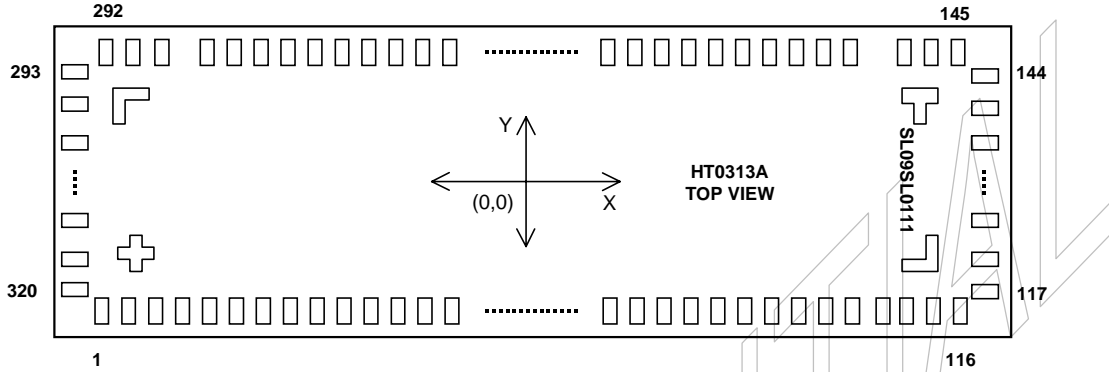 292
145
293
144
Y
SL09SL0111
HT0313A
TOP VIEW
(0,0)
X
320
117
1
116